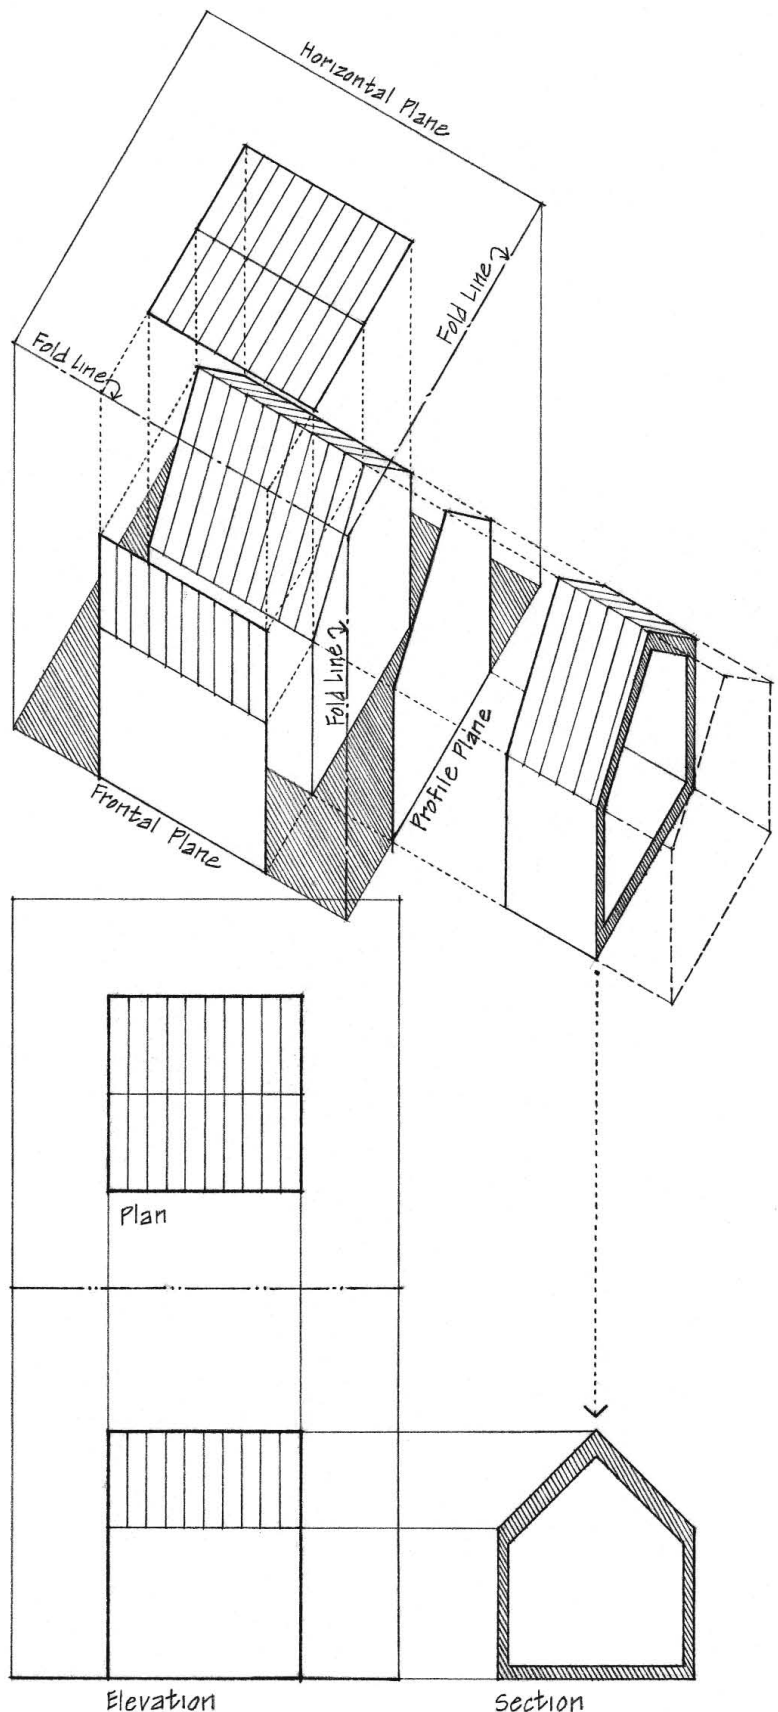 Horizontal Plane
Fold Line
Fold Line
Fold Line
Profile Plane
Frontal Plane
Plan
Elevation
Section